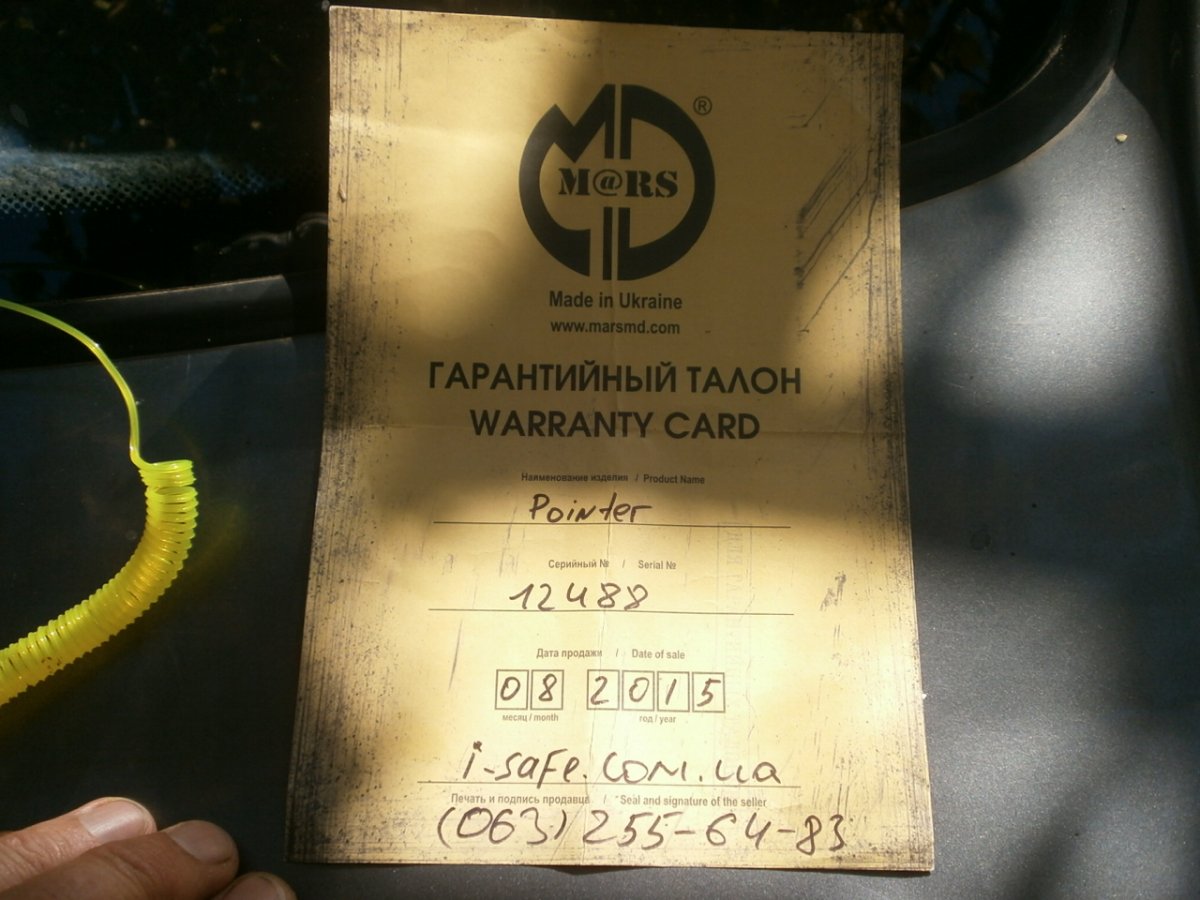 MD ®
M@RS
Made in Ukraine
www.marsmd.com
ГАРАНТИЙНЫЙ ТАЛОН
WARRANTY CARD
Наименование изделия / Product Name
Pointer
Серийный № / Serial №
12488
Дата продажи / Date of sale
08 2015
месяц / month год / year
i-safe.com.ua
Печать и подпись продавца / Seal and signature of the seller
(063) 255-64-83